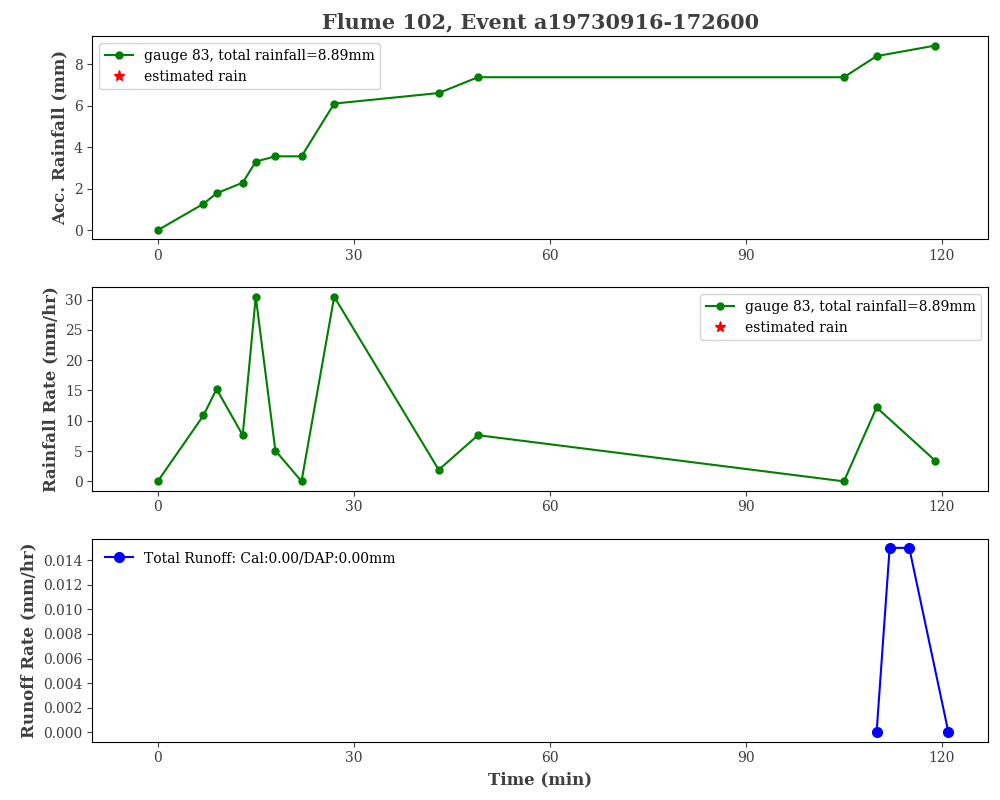 Flume 102, Event a19730916-172600
Acc. Rainfall (mm)
8
6
4
2
0
gauge 83, total rainfall=8.89mm
estimated rain
0 30 60 90 120
Rainfall Rate (mm/hr)
30
25
20
15
10
5
0
gauge 83, total rainfall=8.89mm
estimated rain
0 30 60 90 120
Runoff Rate (mm/hr)
0.014
0.012
0.010
0.008
0.006
0.004
0.002
0.000
Total Runoff: Cal:0.00/DAP:0.00mm
0 30 60 90 120
Time (min)